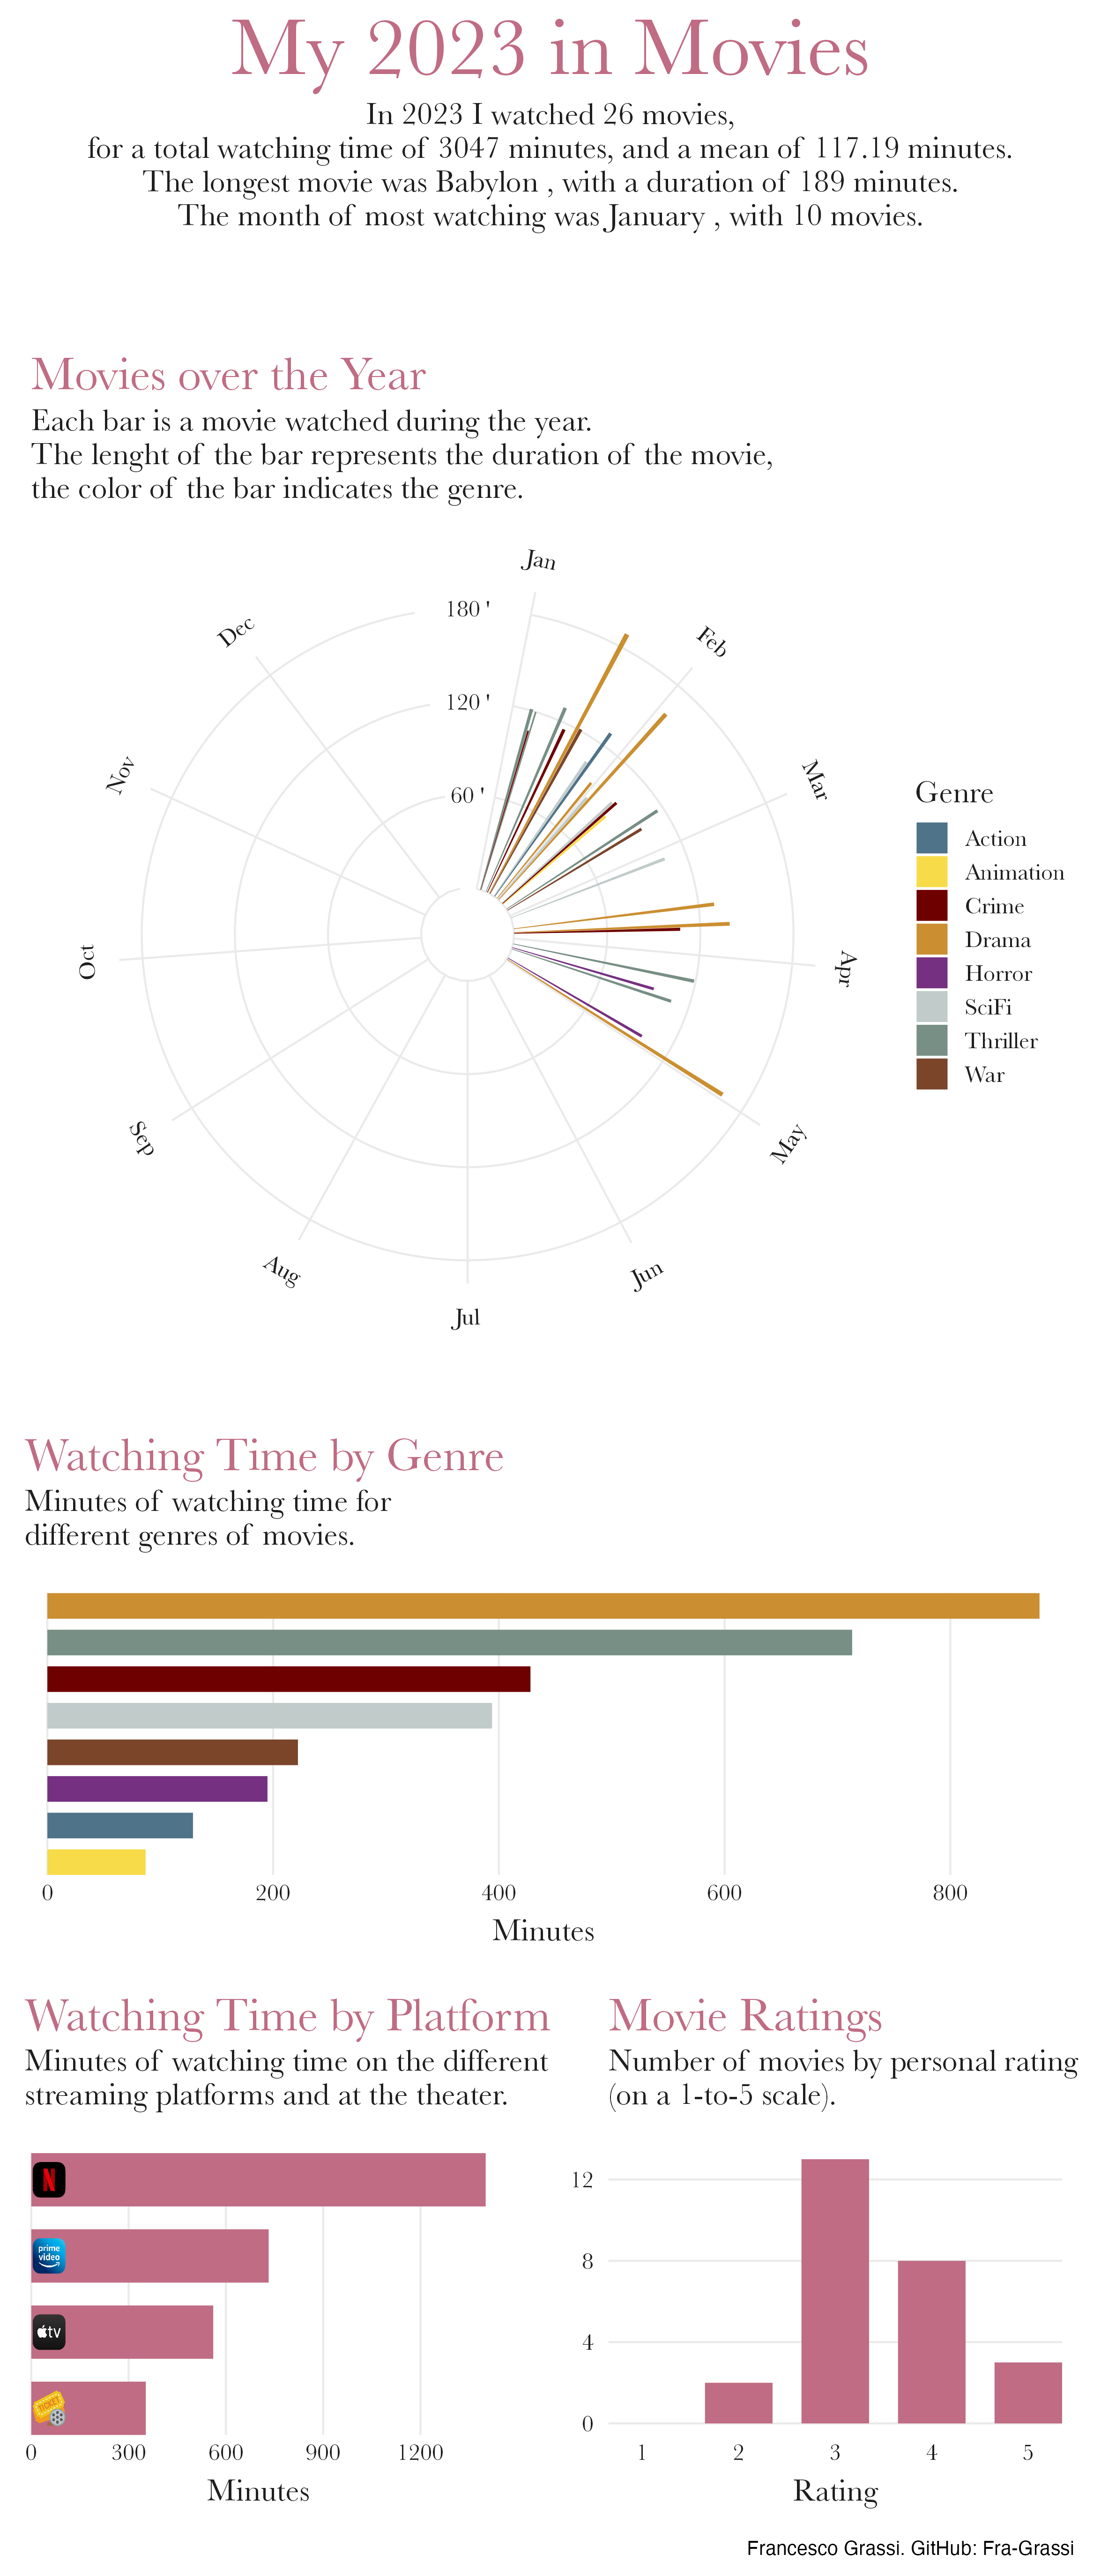 My 2023 in Movies
In 2023 I watched 26 movies,
for a total watching time of 3047 minutes, and a mean of 117.19 minutes.
The longest movie was Babylon , with a duration of 189 minutes.
The month of most watching was January , with 10 movies.
Movies over the Year
Each bar is a movie watched during the year.
The lenght of the bar represents the duration of the movie,
the color of the bar indicates the genre.
Jan
Feb
Mar
Apr
May
Jun
Jul
Aug
Sep
Oct
Nov
Dec
180 '
120 '
60 '
Genre
Action
Animation
Crime
Drama
Horror
SciFi
Thriller
War
Watching Time by Genre
Minutes of watching time for
different genres of movies.
0 200 400 600 800
Minutes
Watching Time by Platform
Minutes of watching time on the different
streaming platforms and at the theater.
N
prime
video
tv
TICKET
0 300 600 900 1200
Minutes
Movie Ratings
Number of movies by personal rating
(on a 1-to-5 scale).
12
8
4
0
1 2 3 4 5
Rating
Francesco Grassi. GitHub: Fra-Grassi